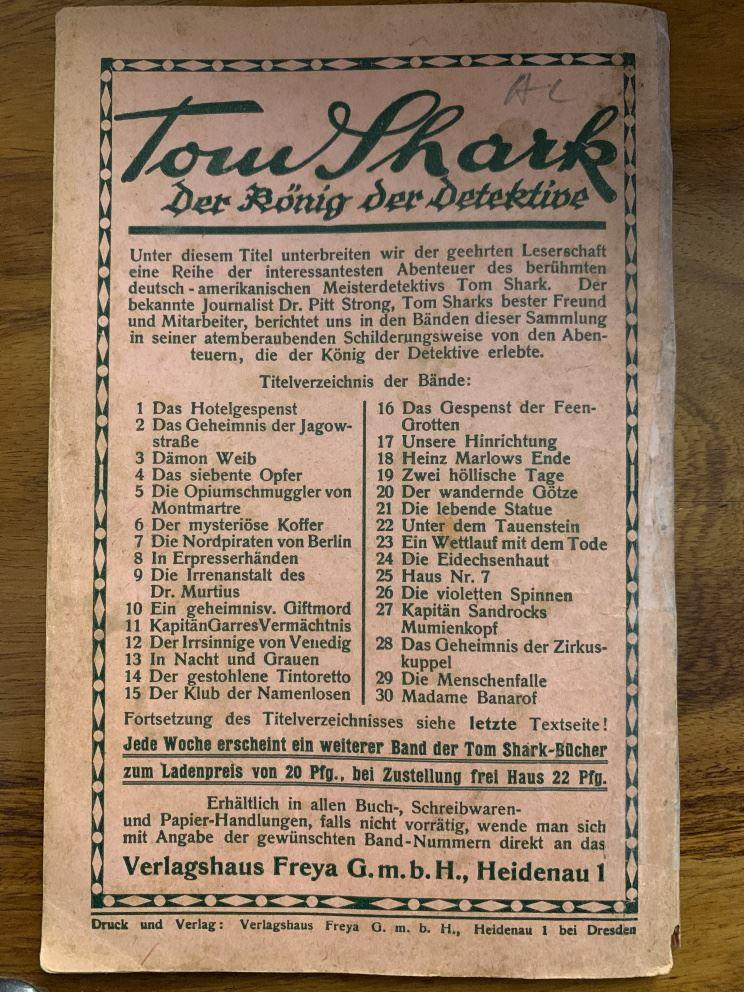 AL
Tom Shark
Der König der Detektive
Unter diesem Titel unterbreiten wir der geehrten Leserschaft
eine Reihe der interessantesten Abenteuer des berühmten
deutsch-amerikanischen Meisterdetektivs Tom Shark. Der
bekannte Journalist Dr. Pitt Strong, Tom Sharks bester Freund
und Mitarbeiter, berichtet uns in den Bänden dieser Sammlung
in seiner atemberaubenden Schilderungsweise von den Aben-
teuern, die der König der Detektive erlebte.
Titelverzeichnis der Bände:
1 Das Hotelgespenst
2 Das Geheimnis der Jagow-
straße
3 Dämon Weib
4 Das siebente Opfer
5 Die Opiumschmuggler von
Montmartre
6 Der mysteriöse Koffer
7 Die Nordpiraten von Berlin
8 In Erpresserhänden
9 Die Irrenanstalt des
Dr. Murtius
10 Ein geheimnisv. Giftmord
11 Kapitän Garres Vermächtnis
12 Der Irrsinnige von Venedig
13 In Nacht und Grauen
14 Der gestohlene Tintoretto
15 Der Klub der Namenlosen
16 Das Gespenst der Feen-
Grotten
17 Unsere Hinrichtung
18 Heinz Marlows Ende
19 Zwei höllische Tage
20 Der wandernde Götze
21 Die lebende Statue
22 Unter dem Tauenstein
23 Ein Wettlauf mit dem Tode
24 Die Eidechsenhaut
25 Haus Nr. 7
26 Die violetten Spinnen
27 Kapitän Sandrocks
Mumienkopf
28 Das Geheimnis der Zirkus-
kuppel
29 Die Menschenfalle
30 Madame Banarof
Fortsetzung des Titelverzeichnisses siehe letzte Textseite!
Jede Woche erscheint ein weiterer Band der Tom Shark-Bücher
zum Ladenpreis von 20 Pfg., bei Zustellung frei Haus 22 Pfg.
Erhältlich in allen Buch-, Schreibwaren-
und Papier-Handlungen, falls nicht vorrätig, wende man sich
mit Angabe der gewünschten Band-Nummern direkt an das
Verlagshaus Freya G. m. b. H., Heidenau 1
Druck und Verlag: Verlagshaus Freya G. m. b. H., Heidenau 1 bei Dresden